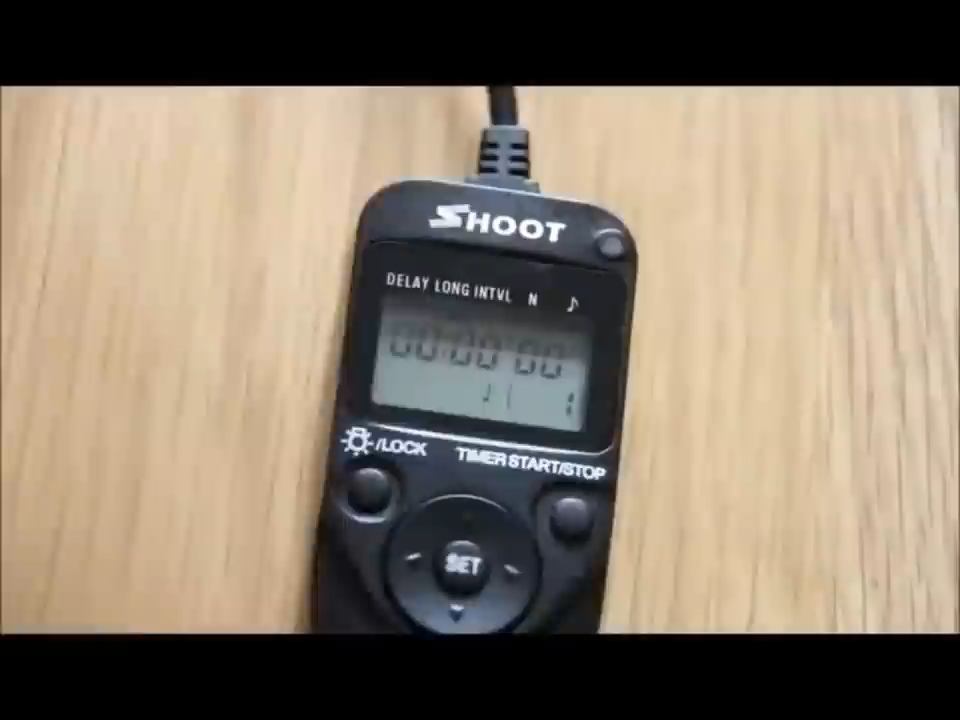 SHOOT
DELAY LONG INTVL N ♪
00:00'00
/LOCK TIMER START/STOP
SET